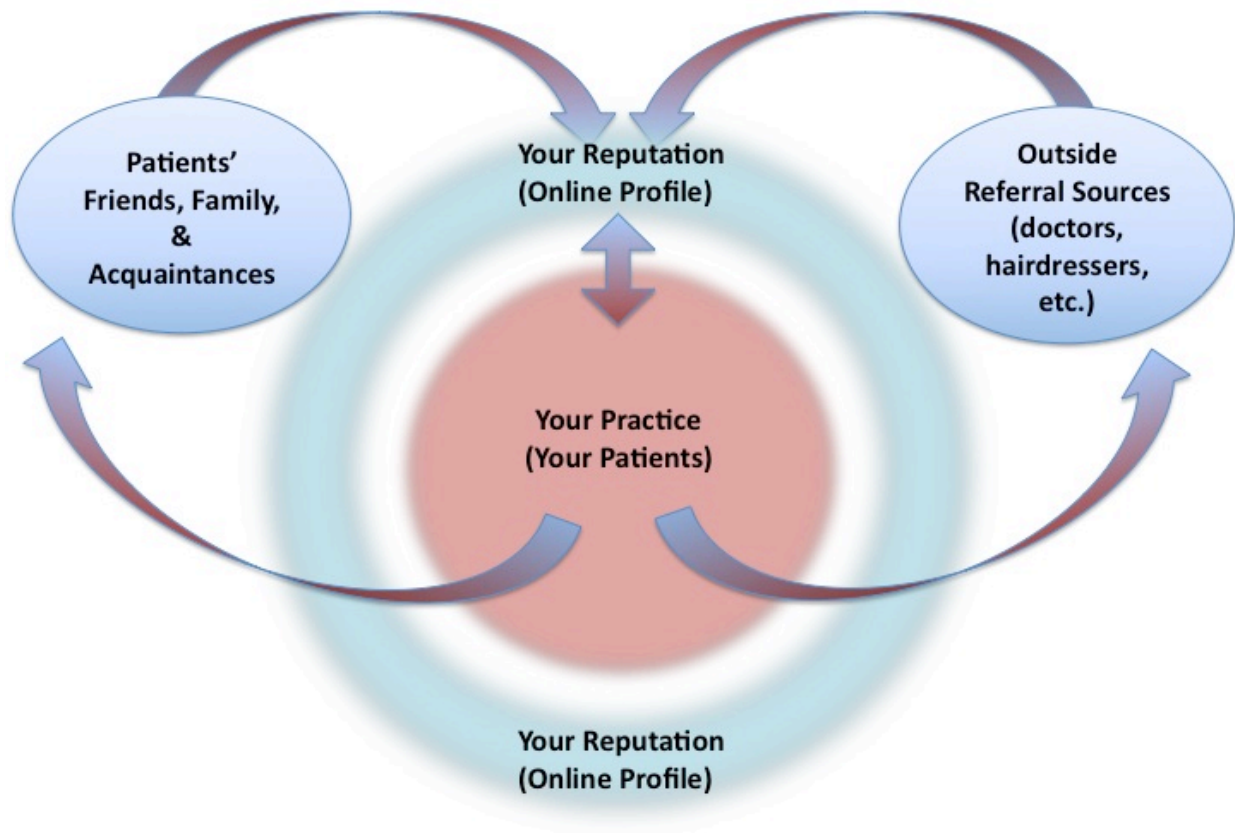 Patients’
Friends, Family,
&
Acquaintances
Your Reputation
(Online Profile)
Outside
Referral Sources
(doctors,
hairdressers,
etc.)
Your Practice
(Your Patients)
Your Reputation
(Online Profile)